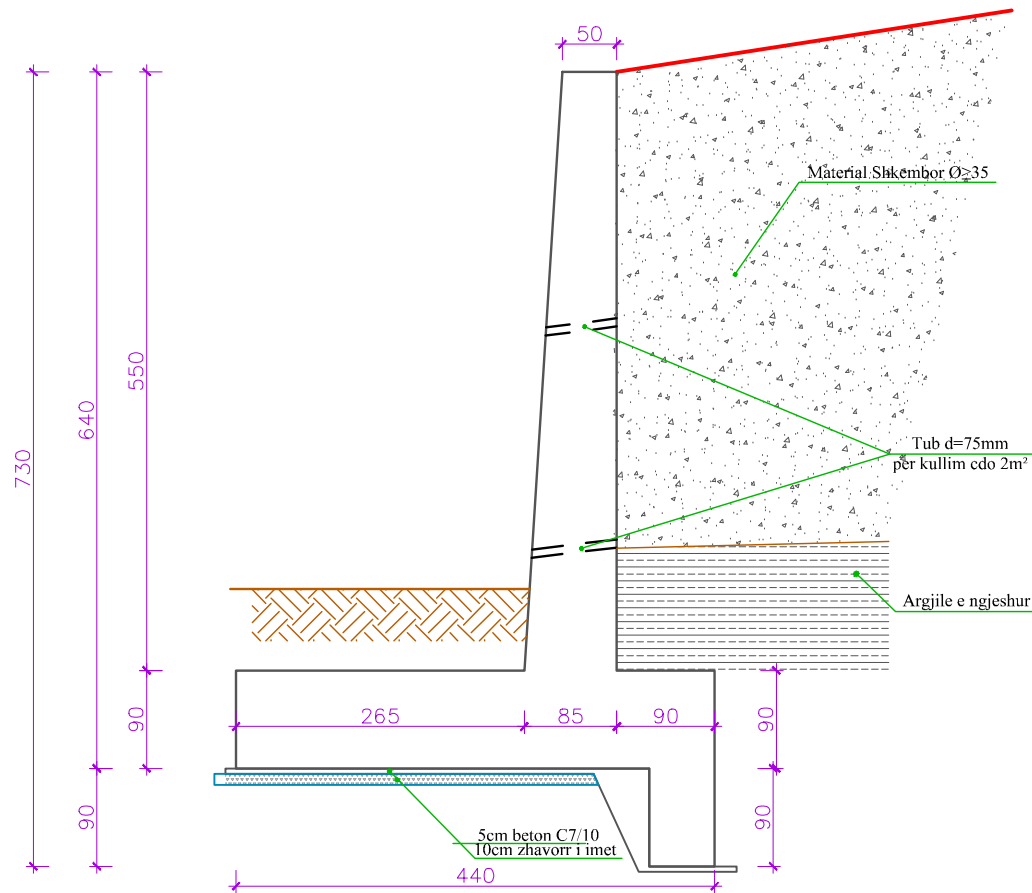 50
Material Shkembor Ø>35
550
640
730
Tub d=75mm
per kullim cdo 2m²
Argjile e ngjeshur
265
85
90
90
90
90
90
5cm beton C7/10
10cm zhavorr i imet
440